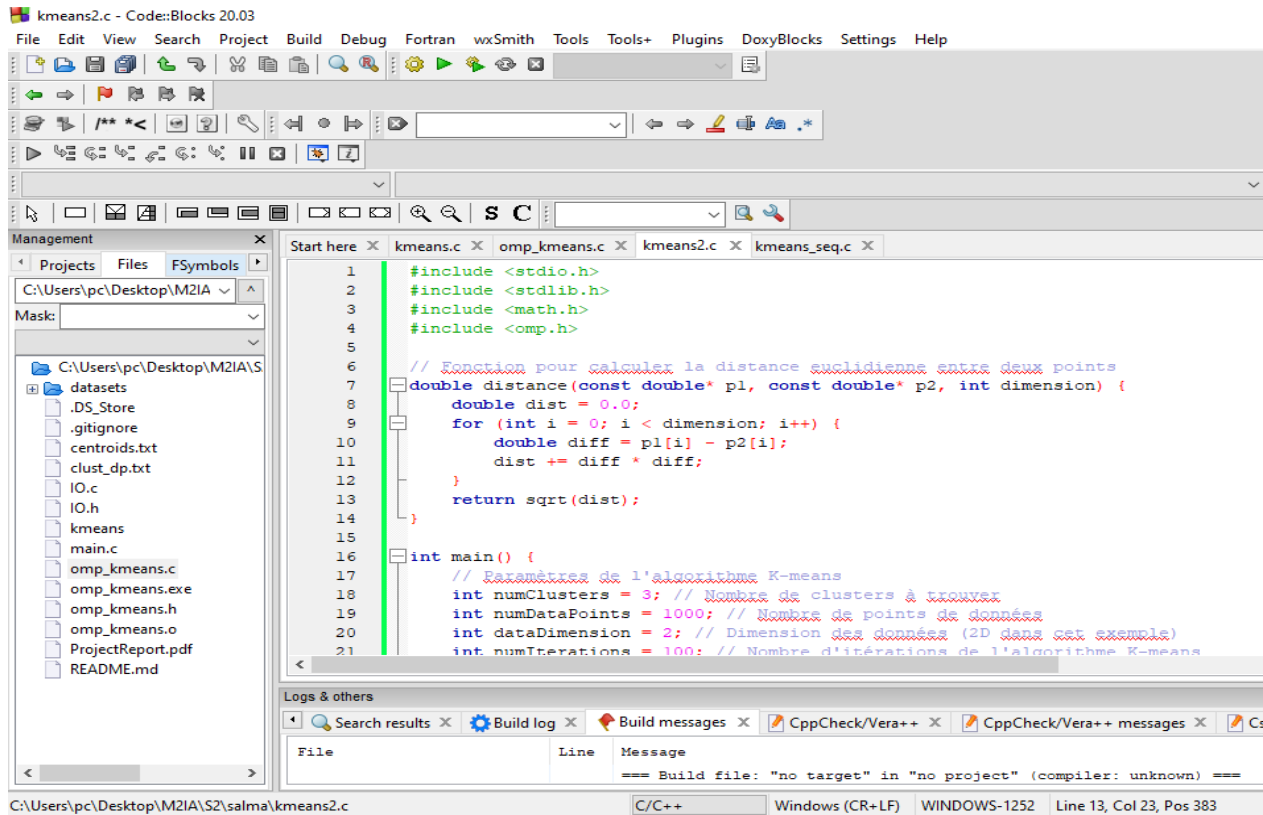 kmeans2.c - Code::Blocks 20.03
File Edit View Search Project Build Debug Fortran wxSmith Tools Tools+ Plugins DoxyBlocks Settings Help
/** *<
Aa .*
S C
Management
Projects Files FSymbols
C:\Users\pc\Desktop\M2IA
Mask:
C:\Users\pc\Desktop\M2IA\S
datasets
.DS_Store
.gitignore
centroids.txt
clust_dp.txt
IO.c
IO.h
kmeans
main.c
omp_kmeans.c
omp_kmeans.exe
omp_kmeans.h
omp_kmeans.o
ProjectReport.pdf
README.md
Start here kmeans.c omp_kmeans.c kmeans2.c kmeans_seq.c
1 #include <stdio.h>
2 #include <stdlib.h>
3 #include <math.h>
4 #include <omp.h>
5
6 // Fonction pour calculer la distance euclidienne entre deux points
7 double distance(const double* p1, const double* p2, int dimension) {
8 double dist = 0.0;
9 for (int i = 0; i < dimension; i++) {
10 double diff = p1[i] - p2[i];
11 dist += diff * diff;
12 }
13 return sqrt(dist);
14 }
15
16 int main() {
17 // Paramètres de l'algorithme K-means
18 int numClusters = 3; // Nombre de clusters à trouver
19 int numDataPoints = 1000; // Nombre de points de données
20 int dataDimension = 2; // Dimension des données (2D dans cet exemple)
21 int numIterations = 100; // Nombre d'itérations de l'algorithme K-means
Logs & others
Search results Build log Build messages CppCheck/Vera++ CppCheck/Vera++ messages Cs
File Line Message
=== Build file: "no target" in "no project" (compiler: unknown) ===
C:\Users\pc\Desktop\M2IA\S2\salma\kmeans2.c C/C++ Windows (CR+LF) WINDOWS-1252 Line 13, Col 23, Pos 383